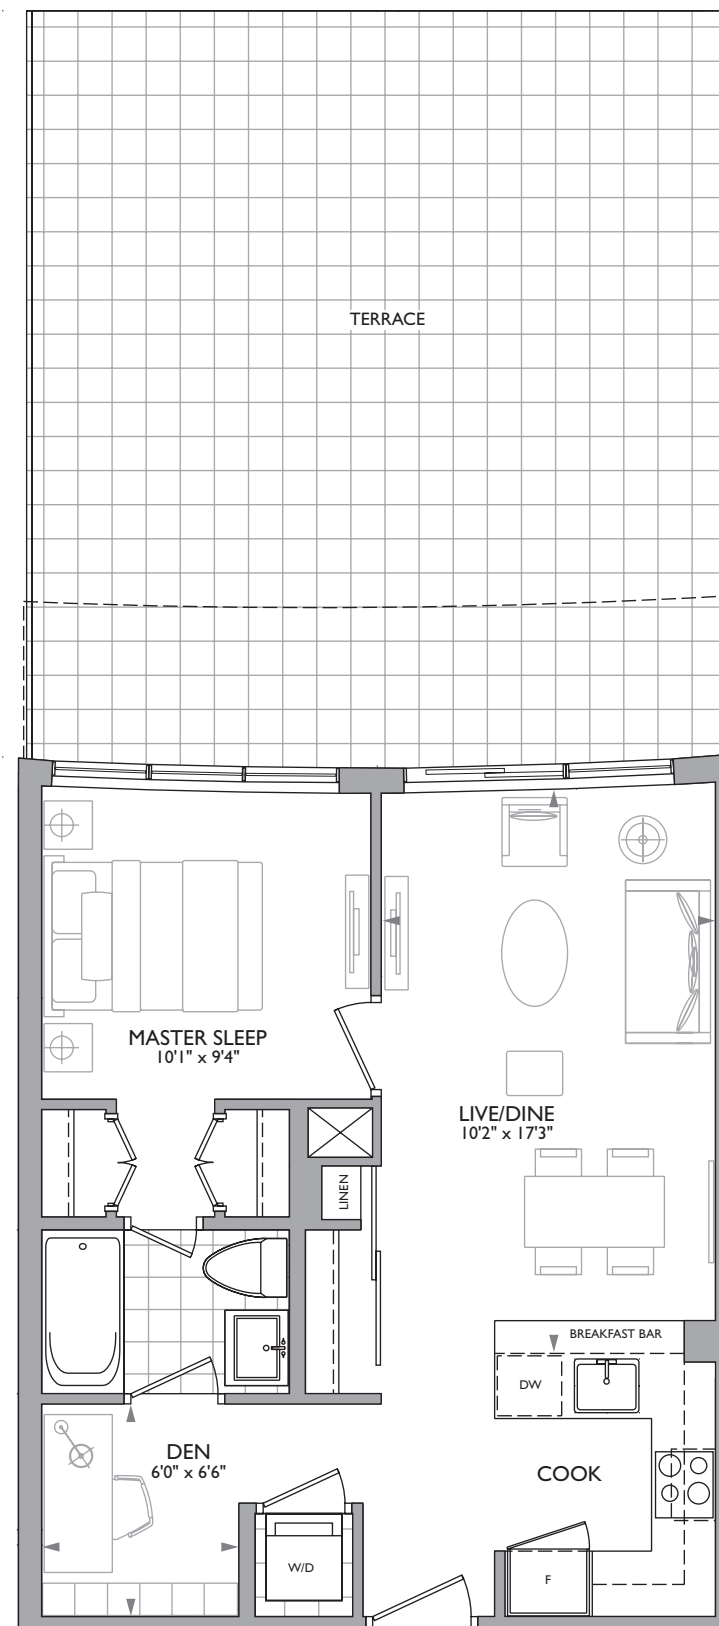 TERRACE
MASTER SLEEP
10'1" x 9'4"
LIVE/DINE
10'2" x 17'3"
LINEN
BREAKFAST BAR
DW
COOK
DEN
6'0" x 6'6"
W/D
F